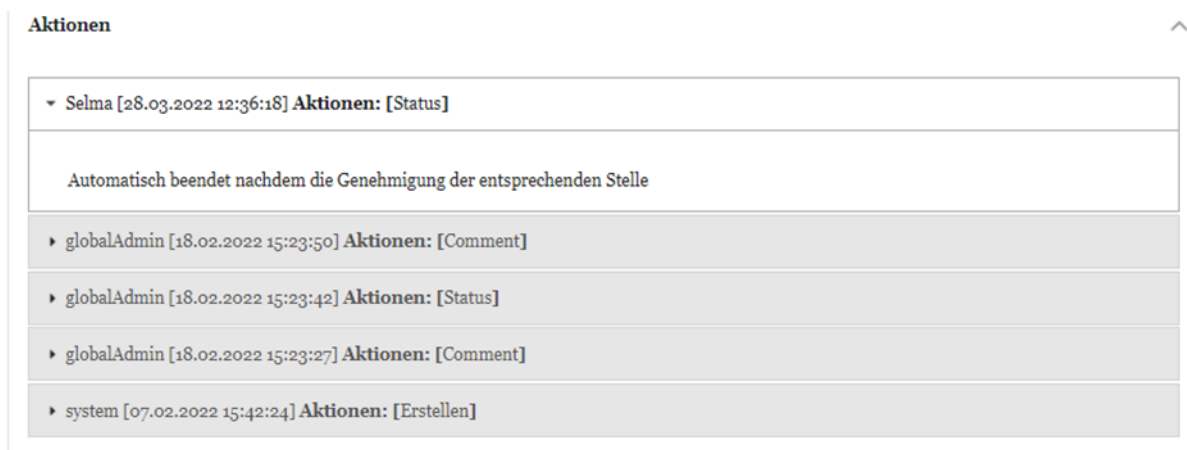 Aktionen
Selma [28.03.2022 12:36:18] Aktionen: [Status]
Automatisch beendet nachdem die Genehmigung der entsprechenden Stelle
globalAdmin [18.02.2022 15:23:50] Aktionen: [Comment]
globalAdmin [18.02.2022 15:23:42] Aktionen: [Status]
globalAdmin [18.02.2022 15:23:27] Aktionen: [Comment]
system [07.02.2022 15:42:24] Aktionen: [Erstellen]